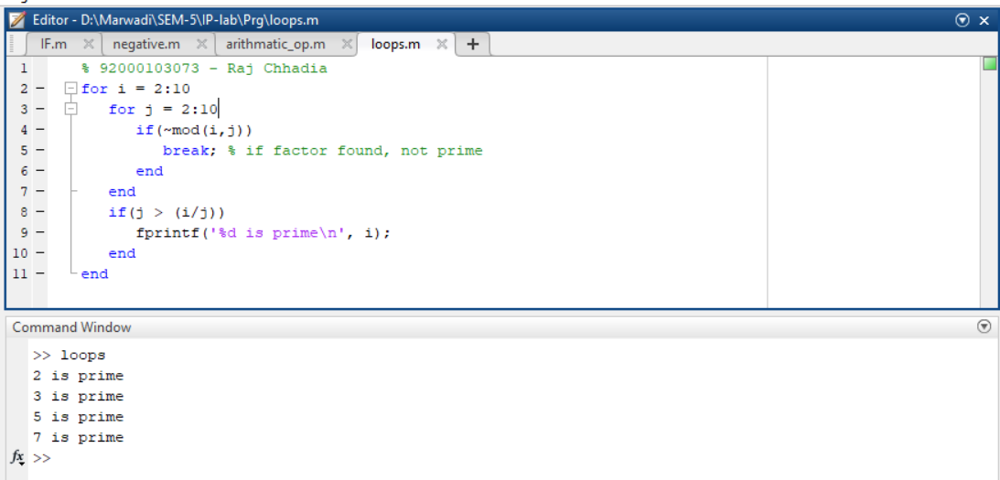 Editor - D:\Marwadi\SEM-5\IP-lab\Prg\loops.m
IF.m negative.m arithmatic_op.m loops.m +
1 % 92000103073 - Raj Chhadia
2 - for i = 2:10
3 - for j = 2:10
4 - if(~mod(i,j))
5 - break; % if factor found, not prime
6 - end
7 - end
8 - if(j > (i/j))
9 - fprintf('%d is prime\n', i);
10 - end
11 - end
Command Window
>> loops
2 is prime
3 is prime
5 is prime
7 is prime
fx >>